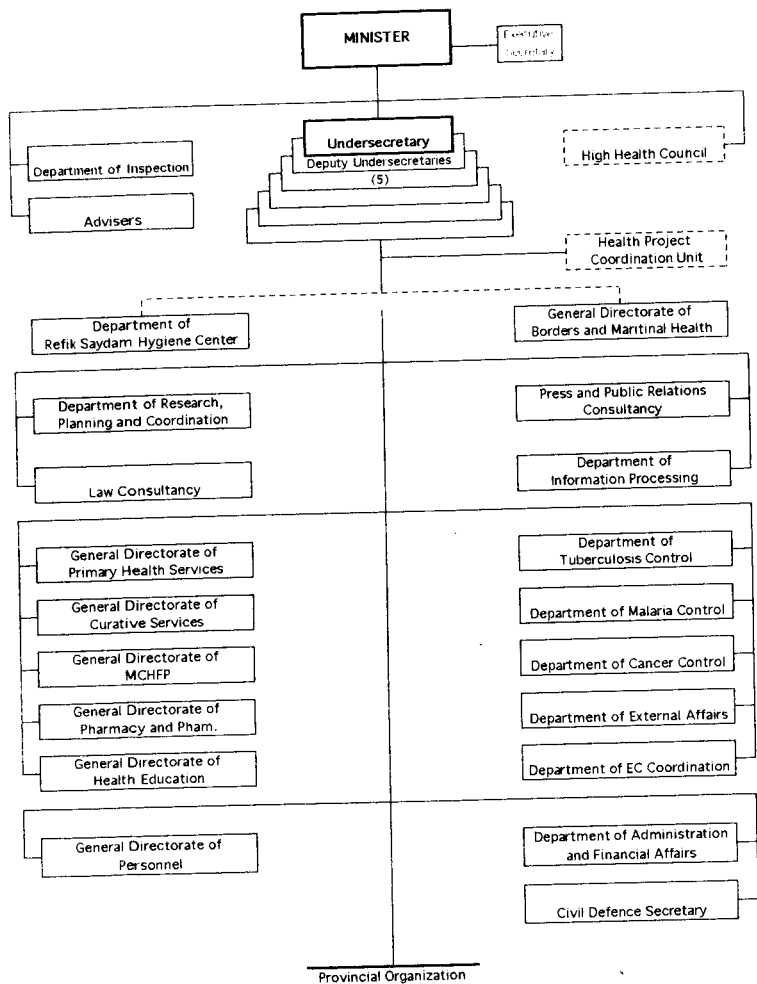 MINISTER
Executive
Secretary
Undersecretary
Deputy Undersecretaries
(5)
Department of Inspection
Advisers
High Health Council
Health Project
Coordination Unit
Department of
Refik Saydam Hygiene Center
General Directorate of
Borders and Maritinal Health
Department of Research,
Planning and Coordination
Law Consultancy
Press and Public Relations
Consultancy
Department of
Information Processing
General Directorate of
Primary Health Services
General Directorate of
Curative Services
General Directorate of
MCHFP
General Directorate of
Pharmacy and Pham.
General Directorate of
Health Education
Department of
Tuberculosis Control
Department of Malaria Control
Department of Cancer Control
Department of External Affairs
Department of EC Coordination
General Directorate of
Personnel
Department of Administration
and Financial Affairs
Civil Defence Secretary
Provincial Organization